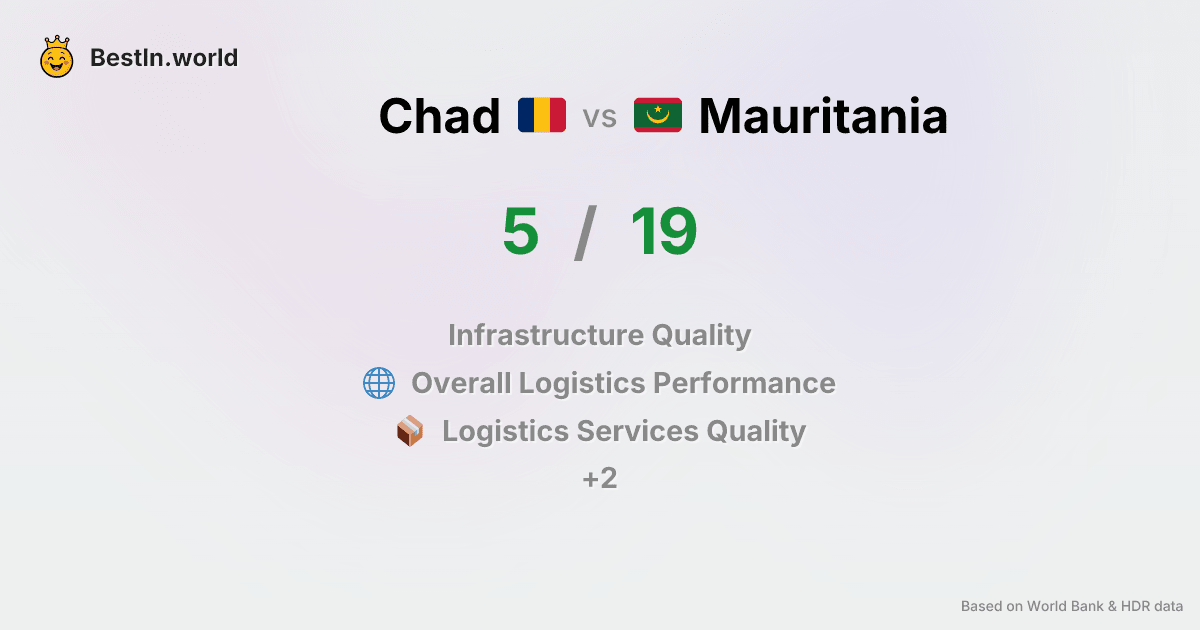 BestIn.world
Chad vs Mauritania
5 / 19
Infrastructure Quality
Overall Logistics Performance
Logistics Services Quality
+2
Based on World Bank & HDR data